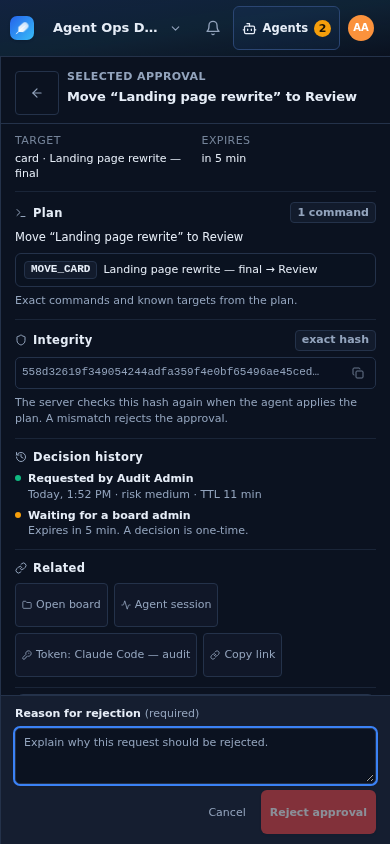 Agent Ops D…
Agents 2
AA
SELECTED APPROVAL
Move “Landing page rewrite” to Review
TARGET
EXPIRES
card · Landing page rewrite — final
in 5 min
Plan
1 command
Move “Landing page rewrite” to Review
MOVE_CARD Landing page rewrite — final → Review
Exact commands and known targets from the plan.
Integrity
exact hash
558d32619f349054244adfa359f4e0bf65496ae45ced…
The server checks this hash again when the agent applies the
plan. A mismatch rejects the approval.
Decision history
Requested by Audit Admin
Today, 1:52 PM · risk medium · TTL 11 min
Waiting for a board admin
Expires in 5 min. A decision is one-time.
Related
Open board
Agent session
Token: Claude Code — audit
Copy link
Reason for rejection (required)
Explain why this request should be rejected.
Cancel
Reject approval